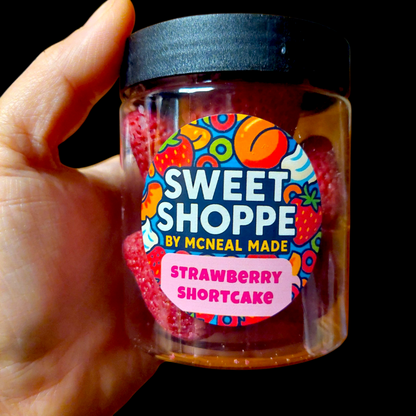 SWEET
SHOPPE
BY MCNEAL MADE
STRAWBERRY
SHORTCAKE